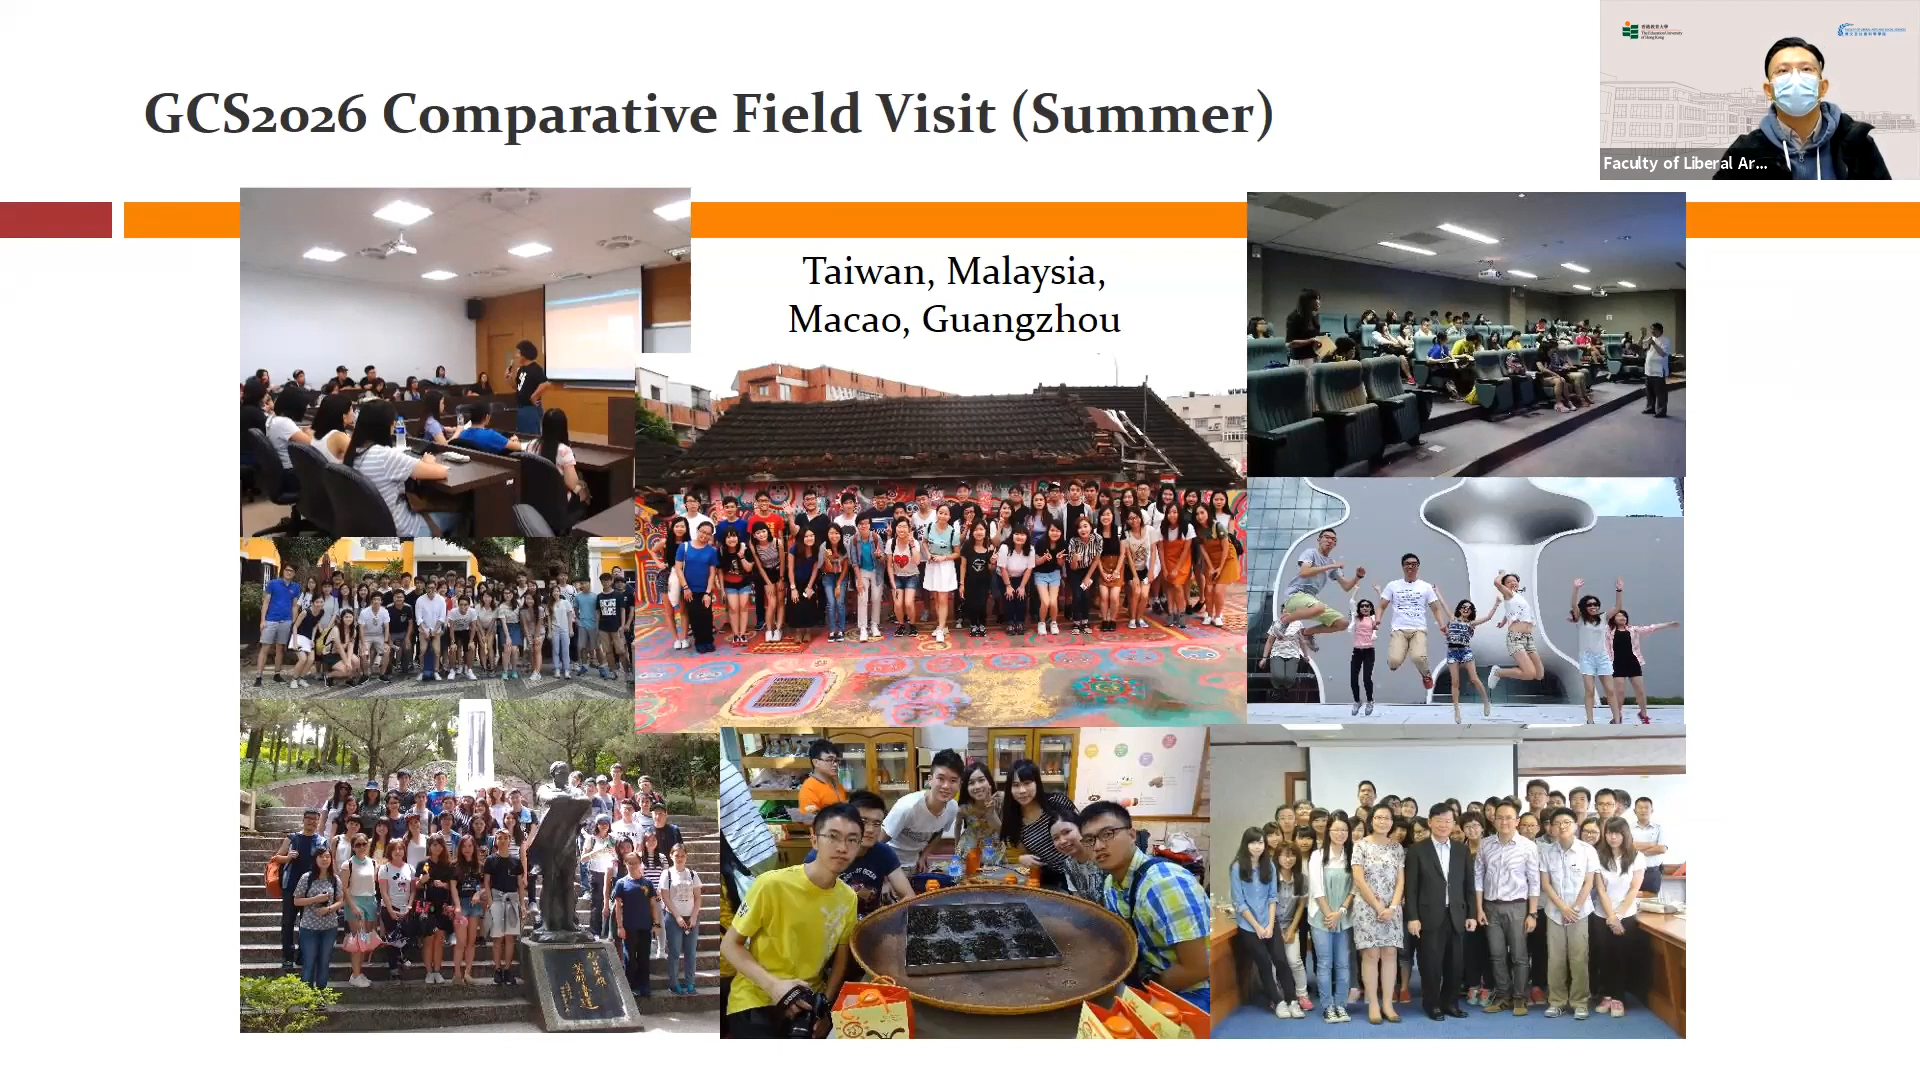 GCS2026 Comparative Field Visit (Summer)
Taiwan, Malaysia,
Macao, Guangzhou
香港教育大學
The Education University
of Hong Kong
Faculty of Liberal Ar...